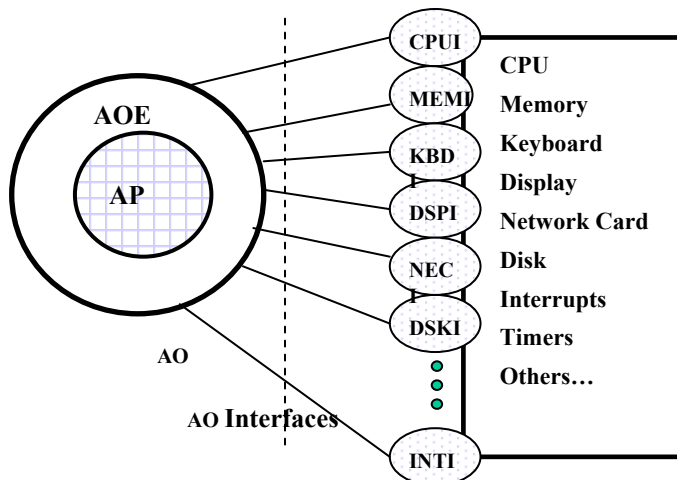 AOE
AP
AO
AO Interfaces
CPUI
MEMI
KBD
I
DSPI
NEC
I
DSKI
INTI
CPU
Memory
Keyboard
Display
Network Card
Disk
Interrupts
Timers
Others…